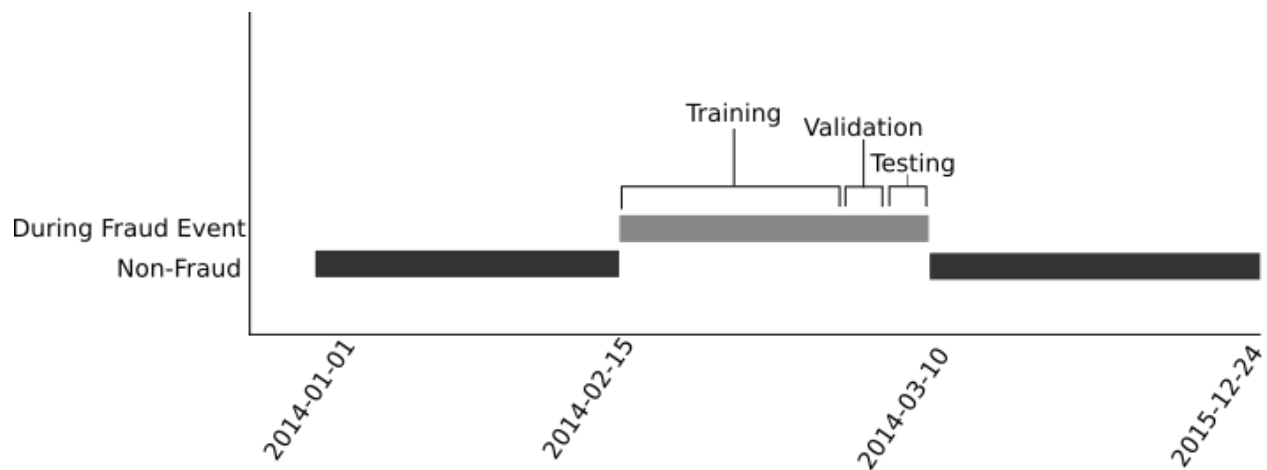 Training
Validation
Testing
During Fraud Event
Non-Fraud
2014-01-01
2014-02-15
2014-03-10
2015-12-24